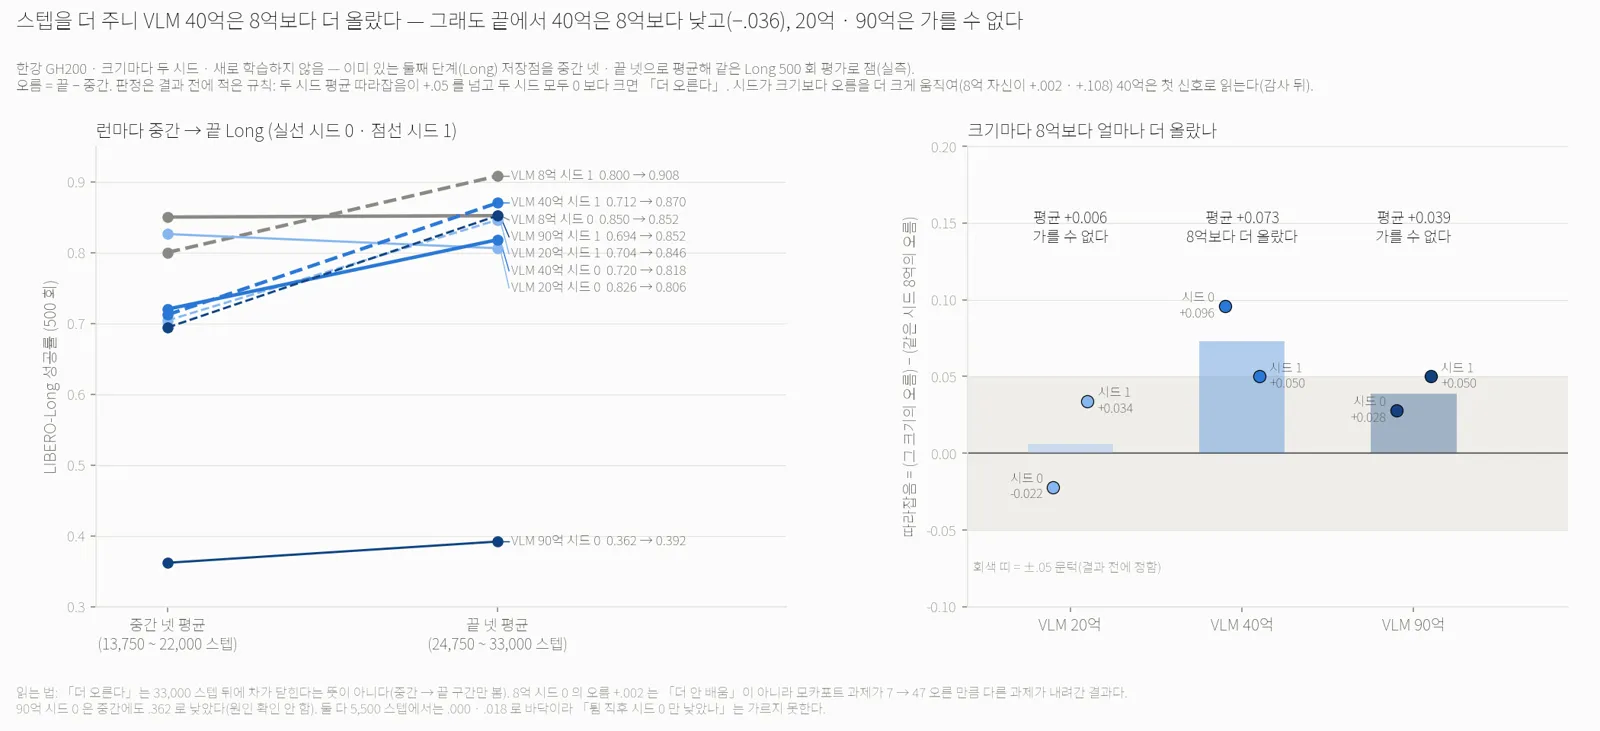 스텝을 더 주니 VLM 40억은 8억보다 더 올랐다 — 그래도 끝에서 40억은 8억보다 낮고(−.036), 20억 · 90억은 가를 수 없다
한강 GH200 · 크기마다 두 시드 · 새로 학습하지 않음 — 이미 있는 둘째 단계(Long) 저장점을 중간 넷 · 끝 넷으로 평균해 같은 Long 500 회 평가로 잼(실측).
오름 = 끝 − 중간. 판정은 결과 전에 적은 규칙: 두 시드 평균 따라잡음이 +.05 를 넘고 두 시드 모두 0 보다 크면 「더 오른다」. 시드가 크기보다 오름을 더 크게 움직여(8억 자신이 +.002 · +.108) 40억은 첫 신호로 읽는다(감사 뒤).
런마다 중간 → 끝 Long (실선 시드 0 · 점선 시드 1)
LIBERO-Long 성공률 (500 회)
0.9
0.8
0.7
0.6
0.5
0.4
0.3
VLM 8억 시드 1 0.800 → 0.908
VLM 40억 시드 1 0.712 → 0.870
VLM 8억 시드 0 0.850 → 0.852
VLM 90억 시드 1 0.694 → 0.852
VLM 20억 시드 1 0.704 → 0.846
VLM 40억 시드 0 0.720 → 0.818
VLM 20억 시드 0 0.826 → 0.806
VLM 90억 시드 0 0.362 → 0.392
중간 넷 평균
(13,750 ~ 22,000 스텝)
끝 넷 평균
(24,750 ~ 33,000 스텝)
크기마다 8억보다 얼마나 더 올랐나
따라잡음 = (그 크기의 오름) − (같은 시드 8억의 오름)
0.20
0.15
0.10
0.05
0.00
-0.05
-0.10
평균 +0.006
가를 수 없다
평균 +0.073
8억보다 더 올랐다
평균 +0.039
가를 수 없다
시드 0
-0.022
시드 1
+0.034
시드 0
+0.096
시드 1
+0.050
시드 0
+0.028
시드 1
+0.050
회색 띠 = ±.05 문턱(결과 전에 정함)
VLM 20억
VLM 40억
VLM 90억
읽는 법: 「더 오른다」는 33,000 스텝 뒤에 차가 닫힌다는 뜻이 아니다(중간 → 끝 구간만 봄). 8억 시드 0 의 오름 +.002 는 「더 안 배움」이 아니라 모카포트 과제가 7 → 47 오른 만큼 다른 과제가 내려간 결과다.
90억 시드 0 은 중간에도 .362 로 낮았다(원인 확인 안 함). 둘 다 5,500 스텝에서는 .000 · .018 로 바닥이라 「튐 직후 시드 0 만 낮았나」는 가르지 못한다.